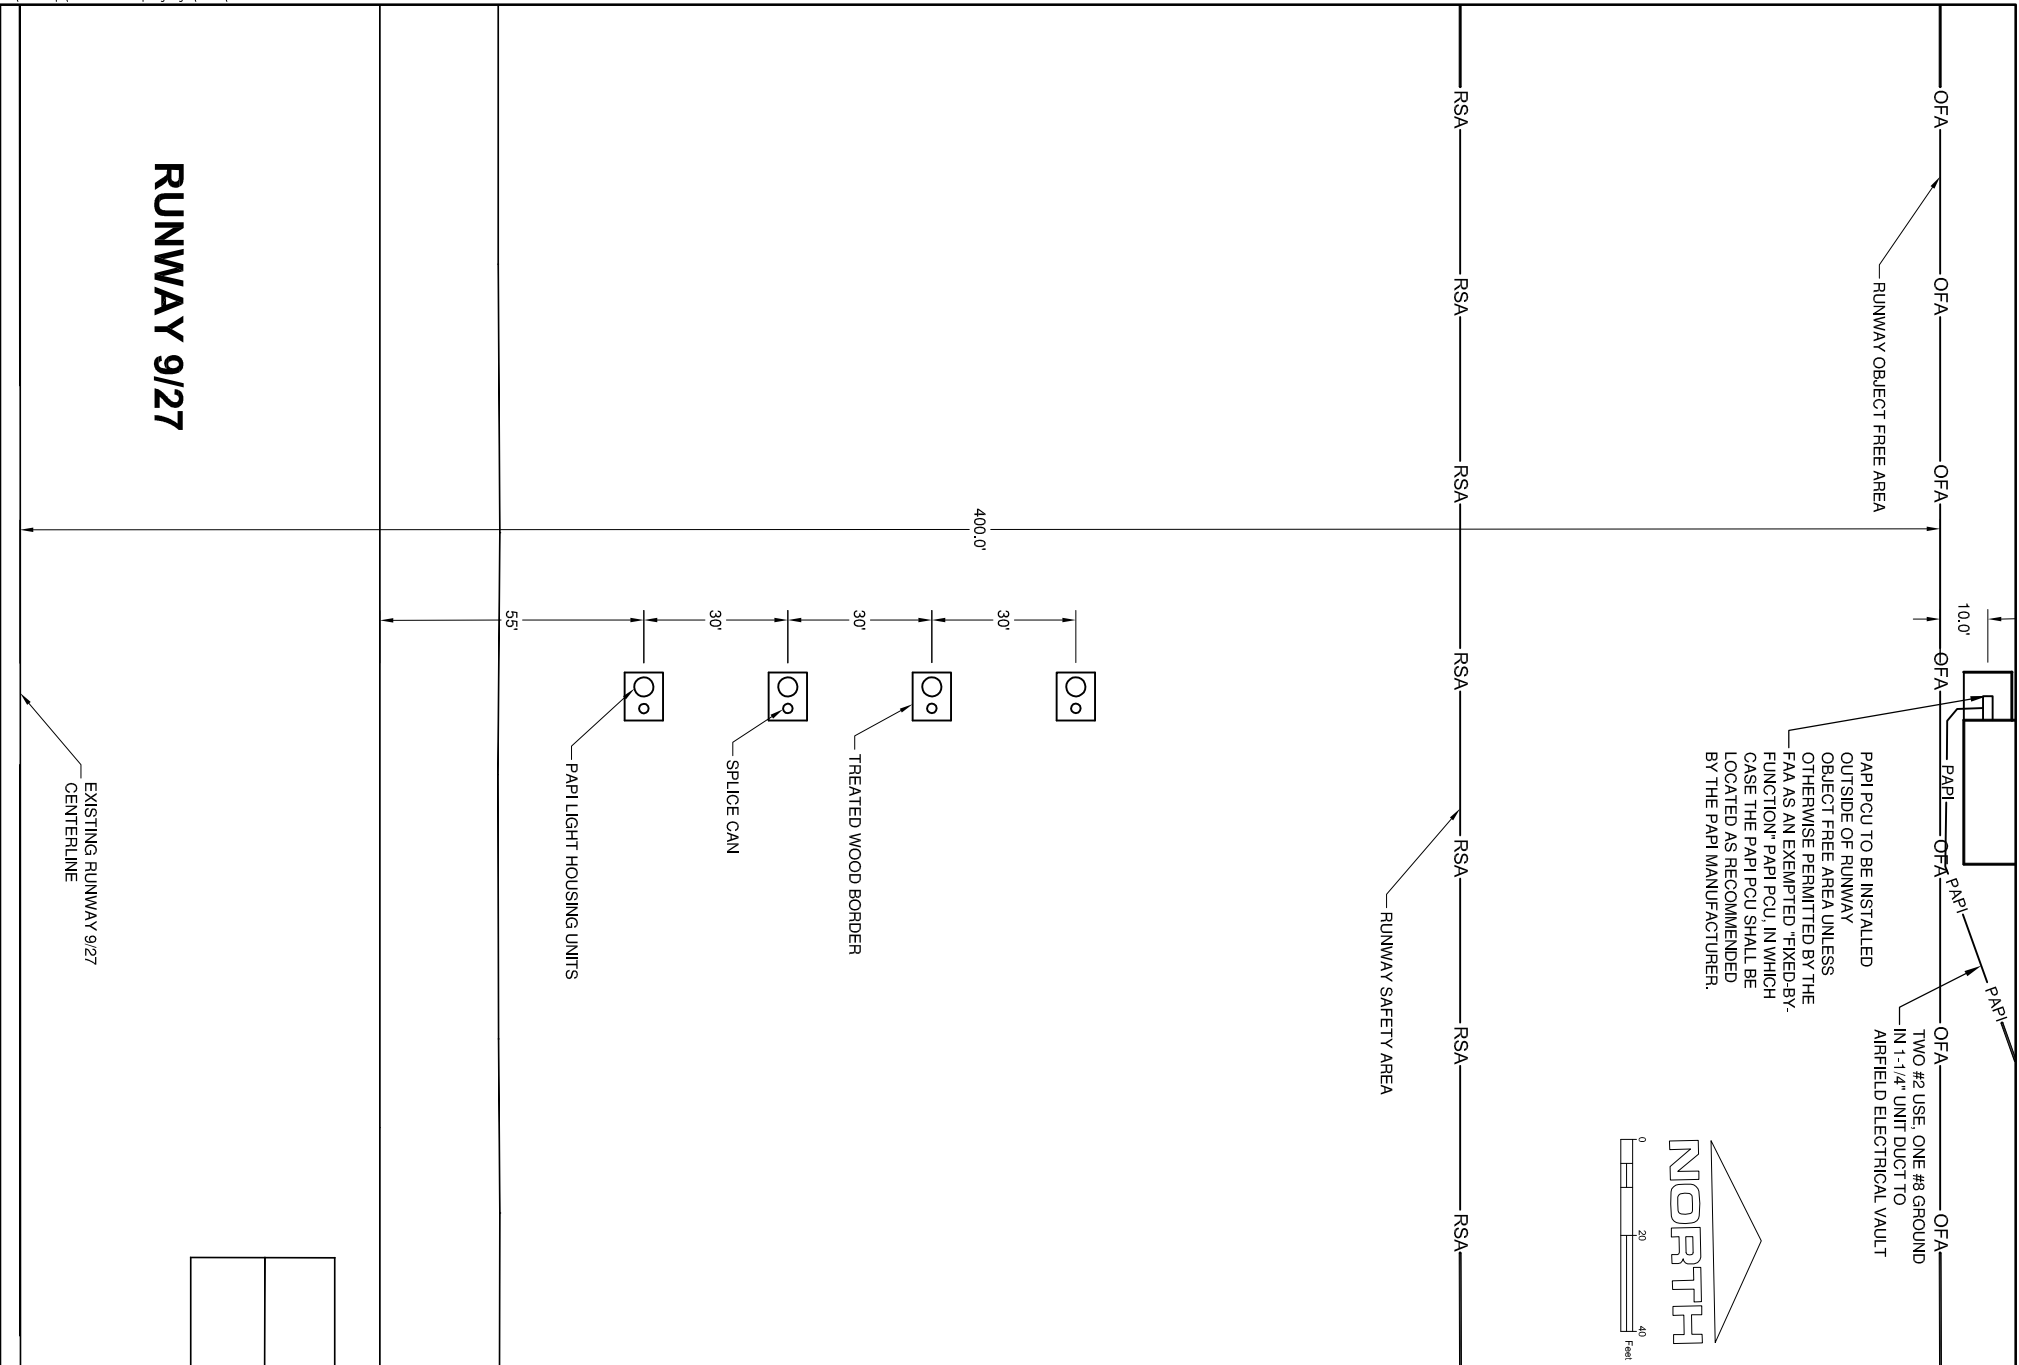 OFA OFA OFA OFA OFA OFA OFA
RUNWAY OBJECT FREE AREA
10.0'
PAPI PAPI PAPI
TWO #2 USE, ONE #8 GROUND
IN 1-1/4" UNIT DUCT TO
AIRFIELD ELECTRICAL VAULT
PAPI PCU TO BE INSTALLED
OUTSIDE OF RUNWAY
OBJECT FREE AREA UNLESS
OTHERWISE PERMITTED BY THE
FAA AS AN EXEMPTED "FIXED-BY-
FUNCTION" PAPI PCU, IN WHICH
CASE THE PAPI PCU SHALL BE
LOCATED AS RECOMMENDED
BY THE PAPI MANUFACTURER.
NORTH
0 20 40
Feet
RSA RSA RSA RSA RSA RSA RSA
RUNWAY SAFETY AREA
400.0'
30'
30'
30'
55'
TREATED WOOD BORDER
SPLICE CAN
PAPI LIGHT HOUSING UNITS
RUNWAY 9/27
EXISTING RUNWAY 9/27
CENTERLINE